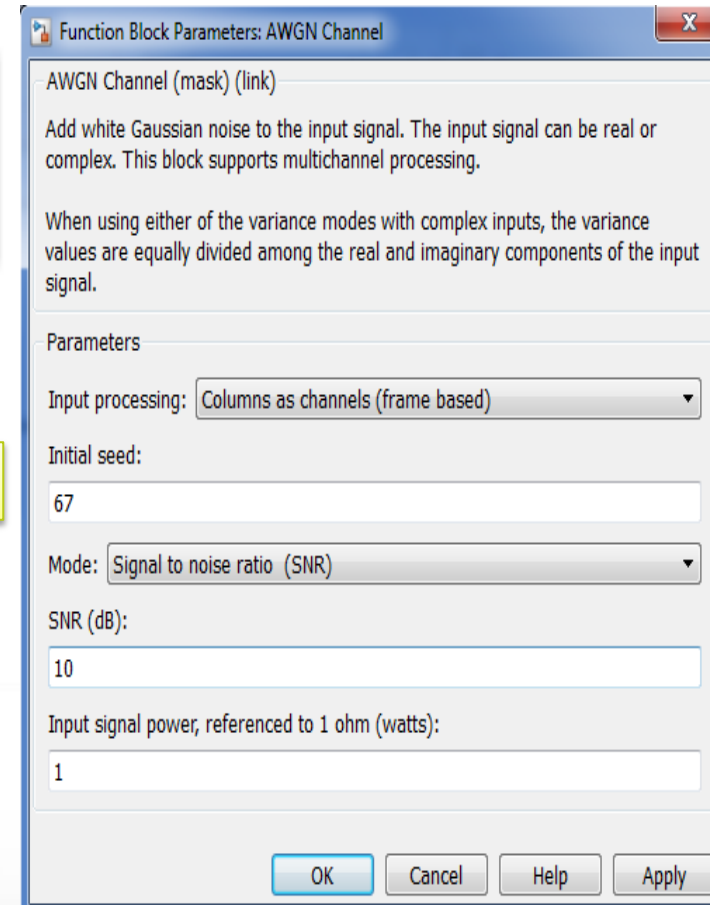 Function Block Parameters: AWGN Channel
X
AWGN Channel (mask) (link)
Add white Gaussian noise to the input signal. The input signal can be real or
complex. This block supports multichannel processing.
When using either of the variance modes with complex inputs, the variance
values are equally divided among the real and imaginary components of the input
signal.
Parameters
Input processing: Columns as channels (frame based)
Initial seed:
67
Mode: Signal to noise ratio (SNR)
SNR (dB):
10
Input signal power, referenced to 1 ohm (watts):
1
OK Cancel Help Apply